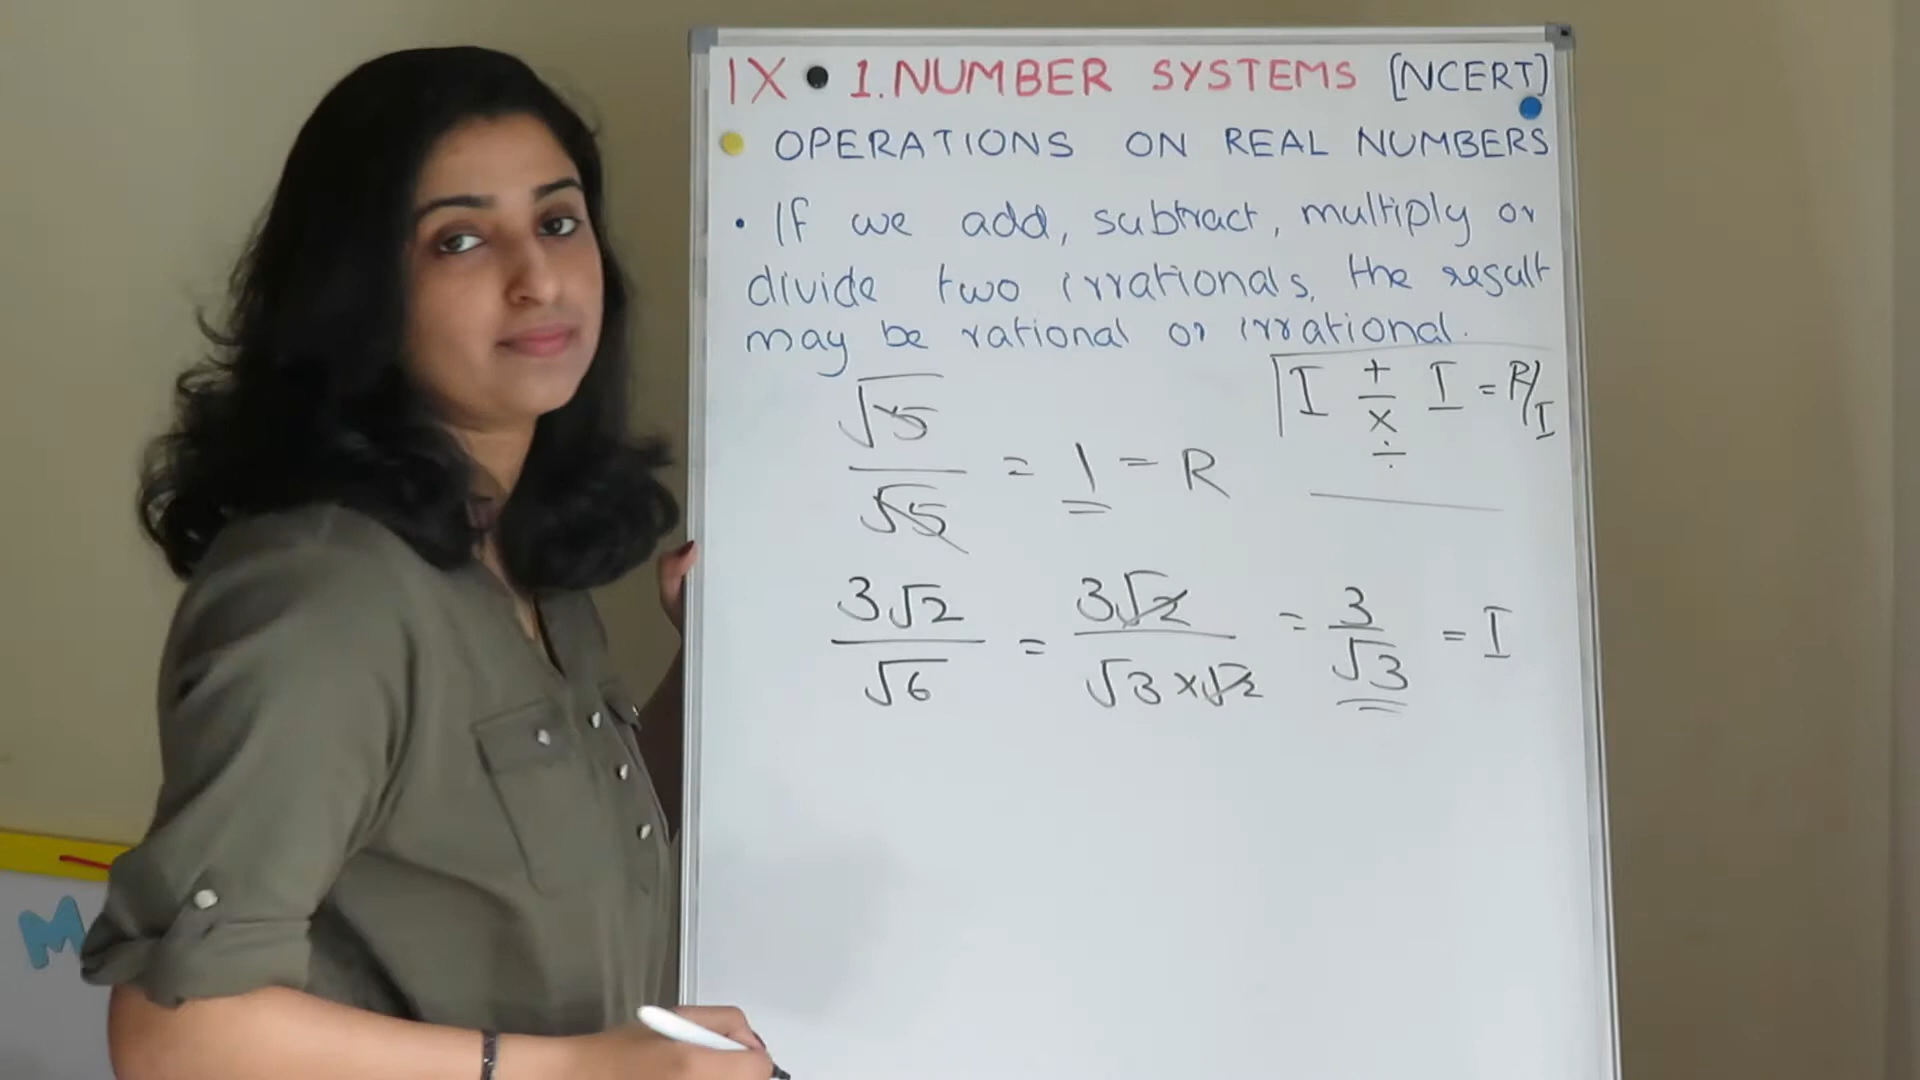 IX • 1. NUMBER SYSTEMS [NCERT]
OPERATIONS ON REAL NUMBERS
• If we add, subtract, multiply or
divide two irrationals, the result
may be rational or irrational.
I + - × ÷ I = R/I
√5/√5 = 1 = R
3√2/√6 = 3√2/√3×√2 = 3/√3 = I
M